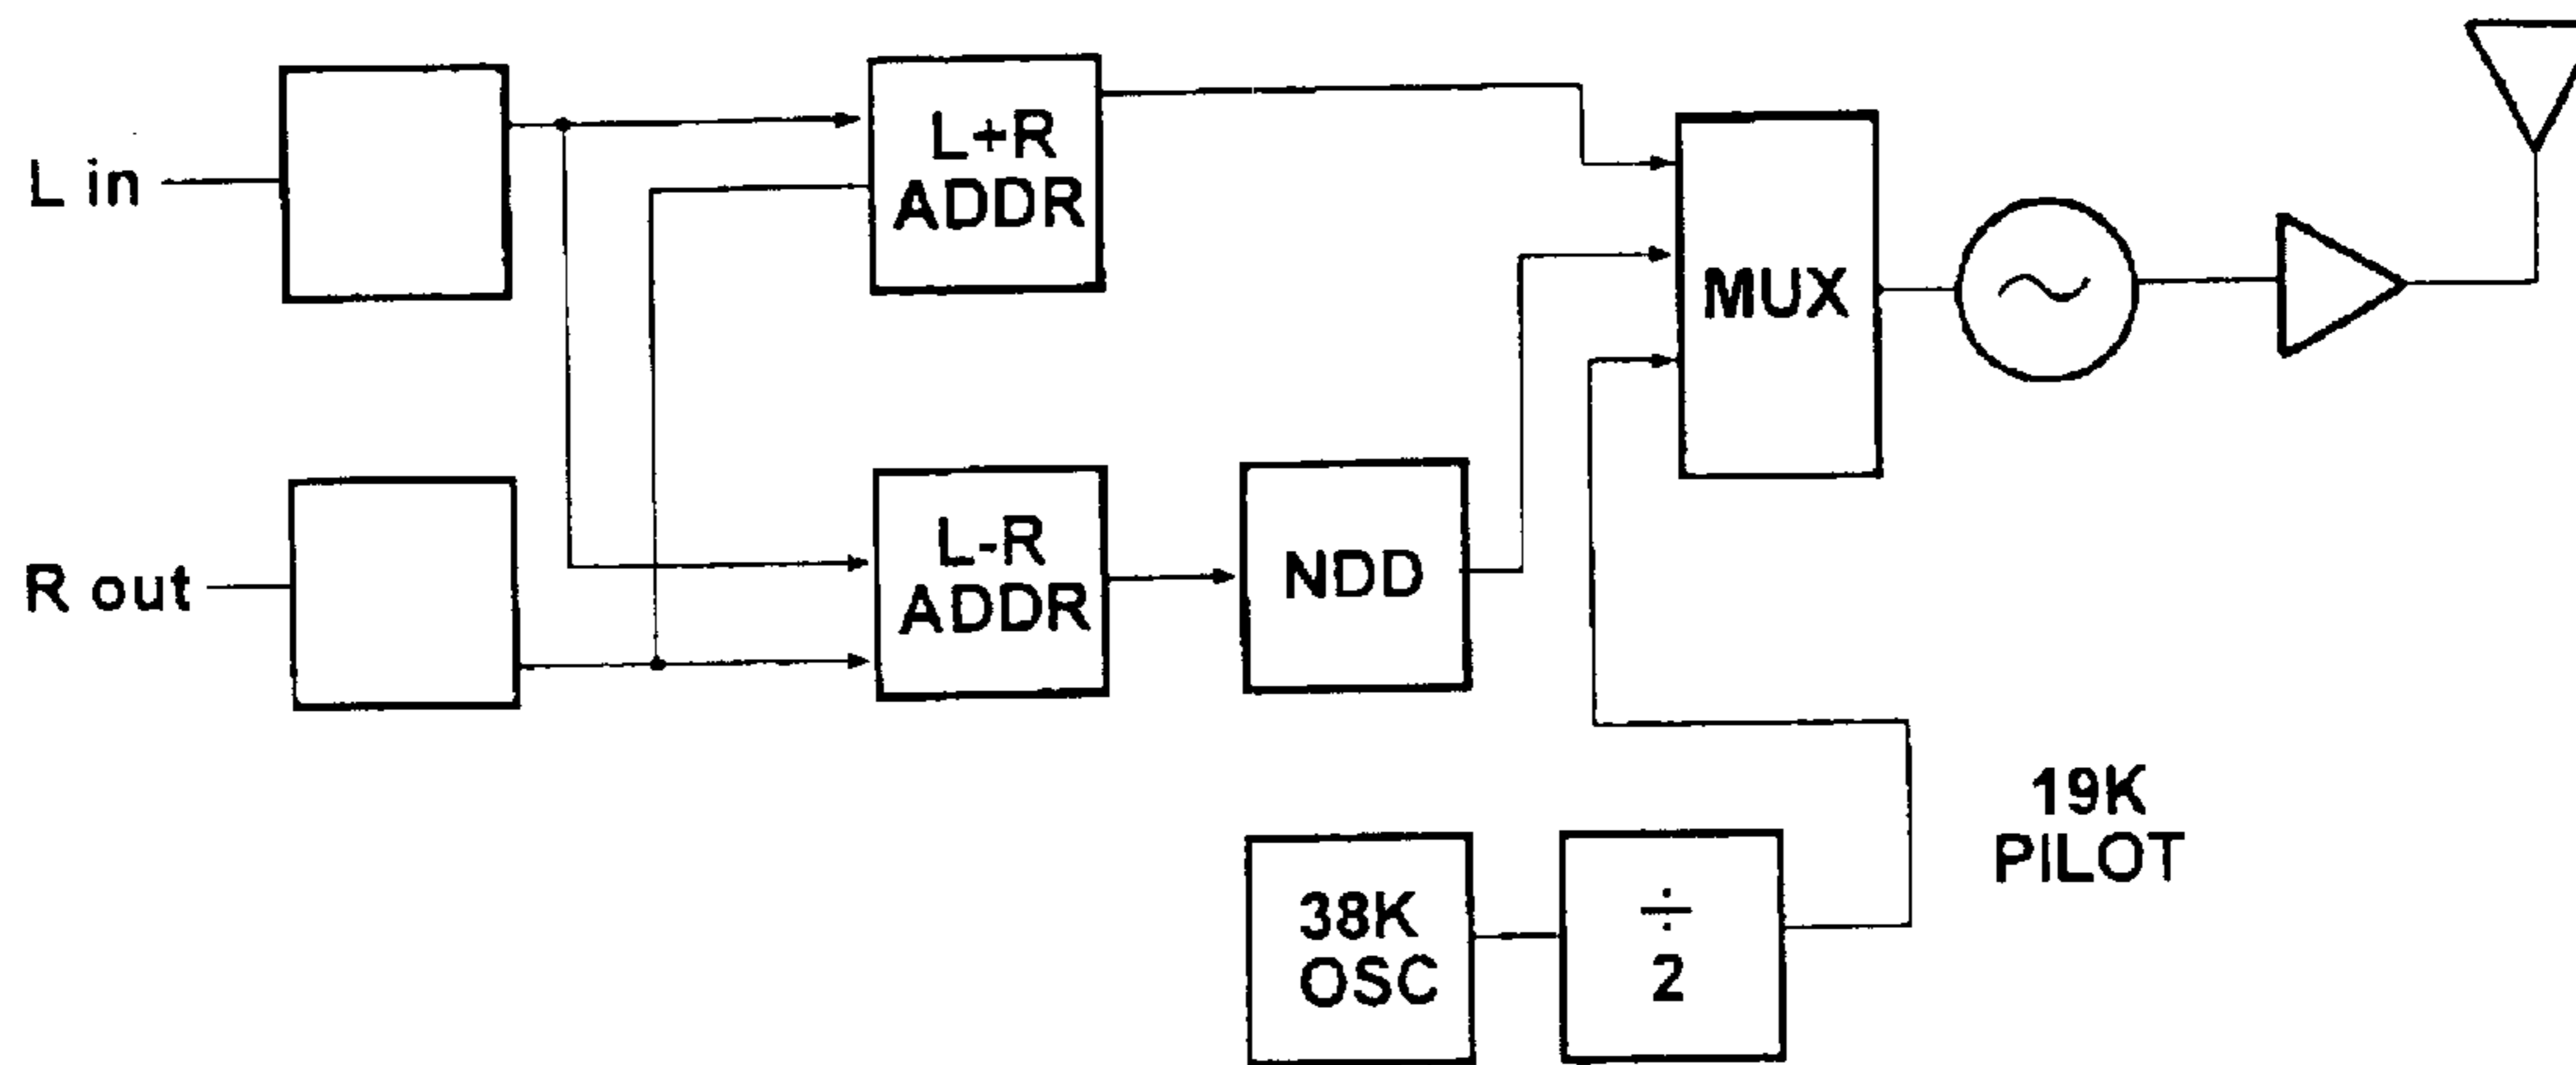 L in
L+R
ADDR
MUX
R out
L-R
ADDR
NDD
38K
OSC
÷
2
19K
PILOT